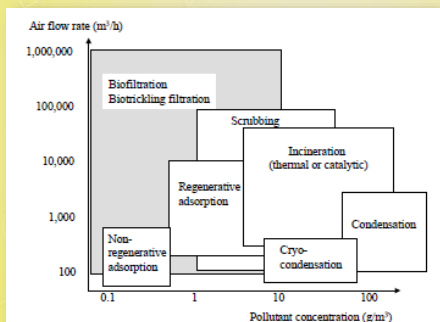 Air flow rate (m³/h)
1,000,000
100,000
10,000
1,000
100
Biofiltration
Biotrickling filtration
Scrubbing
Incineration
(thermal or catalytic)
Regenerative
adsorption
Condensation
Non-
regenerative
adsorption
Cryo-
condensation
0.1
1
10
100
Pollutant concentration (g/m³)